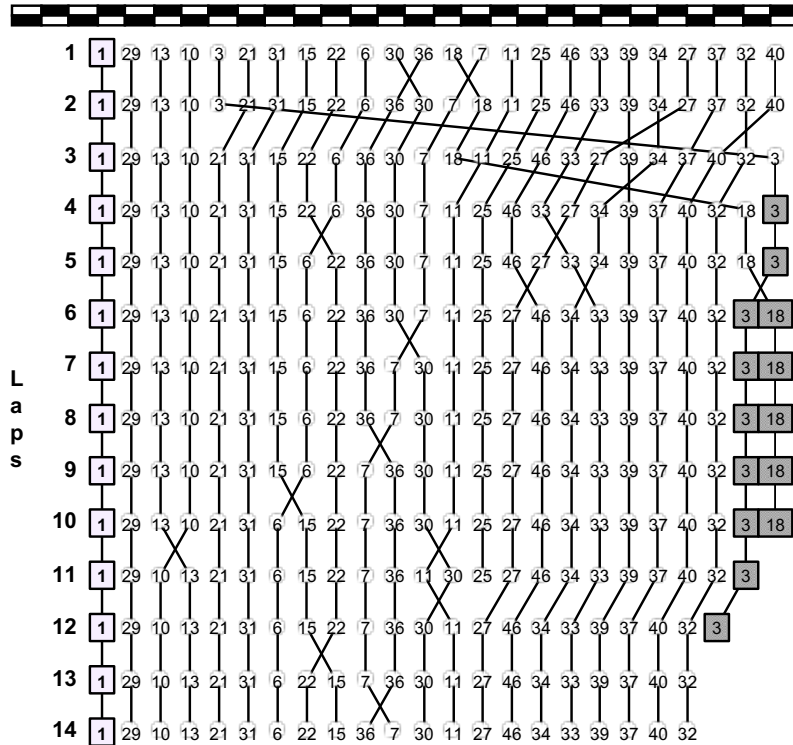 1 1 29 13 10 3 21 31 15 22 6 30 36 18 7 11 25 46 33 39 34 27 37 32 40
2 1 29 13 10 3 21 31 15 22 6 36 30 7 18 11 25 46 33 39 34 27 37 32 40
3 1 29 13 10 21 31 15 22 6 36 30 7 18 11 25 46 33 27 39 34 37 40 32 3
4 1 29 13 10 21 31 15 22 6 36 30 7 11 25 46 33 27 34 39 37 40 32 18 3
5 1 29 13 10 21 31 15 6 22 36 30 7 11 25 46 27 33 34 39 37 40 32 18 3
6 1 29 13 10 21 31 15 6 22 36 30 7 11 25 27 46 34 33 39 37 40 32 3 18
7 1 29 13 10 21 31 15 6 22 36 7 30 11 25 27 46 34 33 39 37 40 32 3 18
Laps
8 1 29 13 10 21 31 15 6 22 36 7 30 11 25 27 46 34 33 39 37 40 32 3 18
9 1 29 13 10 21 31 15 6 22 7 36 30 11 25 27 46 34 33 39 37 40 32 3 18
10 1 29 13 10 21 31 6 15 22 7 36 30 11 25 27 46 34 33 39 37 40 32 3 18
11 1 29 10 13 21 31 6 15 22 7 36 11 30 25 27 46 34 33 39 37 40 32 3
12 1 29 10 13 21 31 6 15 22 7 36 30 11 27 46 34 33 39 37 40 32 3
13 1 29 10 13 21 31 6 22 15 7 36 30 11 27 46 34 33 39 37 40 32
14 1 29 10 13 21 31 6 22 15 36 7 30 11 27 46 34 33 39 37 40 32